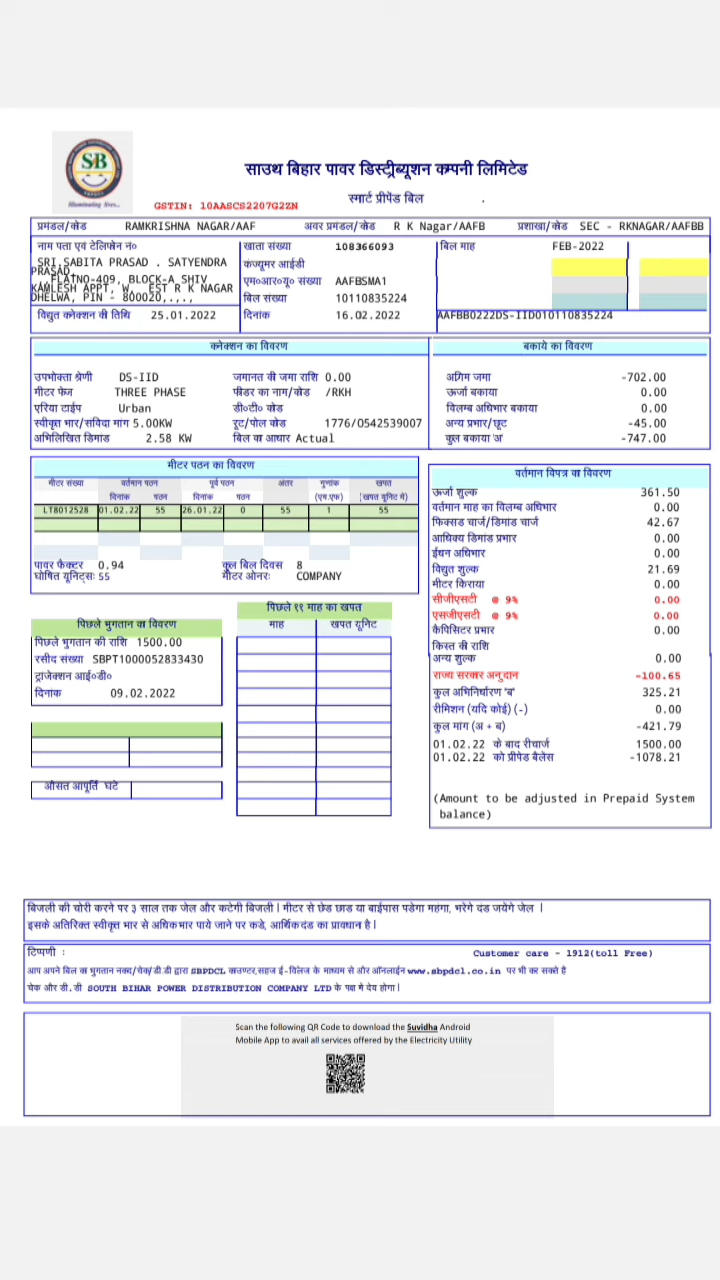 SB
Illuminating lives...
साउथ बिहार पावर डिस्ट्रीब्यूशन कम्पनी लिमिटेड
स्मार्ट प्रीपेड बिल
GSTIN: 10AASCS2207G2ZN
प्रमंडल/कोड RAMKRISHNA NAGAR/AAF अवर प्रमंडल/कोड R K Nagar/AAFB प्रशाखा/कोड SEC - RKNAGAR/AAFBB
नाम पता एवं टेलिफोन नं० खाता संख्या 108366093 बिल माह FEB-2022
SRI.SABITA PRASAD . SATYENDRA
PRASAD,
कंज्यूमर आईडी
, FLATNO-409, BLOCK-A SHIV
KAMLESH APPT, W, EST R K NAGAR
एम०आर०यू० संख्या AAFBSMA1
DHELWA, PIN - 800020,.,.,
बिल संख्या 10110835224
विद्युत कनेक्शन की तिथि 25.01.2022 दिनांक 16.02.2022 AAFBB0222DS-IID010110835224
कनेक्शन का विवरण
उपभोक्ता श्रेणी DS-IID जमानत की जमा राशि 0.00
मीटर फेज THREE PHASE फीडर का नाम/कोड /RKH
एरिया टाईप Urban डी०टी० कोड
स्वीकृत भार/संविदा मांग 5.00KW रूट/पोल कोड 1776/0542539007
अभिलिखित डिमांड 2.58 KW बिल का आधार Actual
बकाये का विवरण
अग्रिम जमा -702.00
ऊर्जा बकाया 0.00
विलम्ब अधिभार बकाया 0.00
अन्य प्रभार/छूट -45.00
कुल बकाया 'अ' -747.00
मीटर पठन का विवरण
मीटर संख्या वर्तमान पठन पूर्व पठन अंतर गुणांक खपत
दिनांक पठन दिनांक पठन (एम.एफ) (खपत यूनिट में)
LT8012528 01.02.22 55 26.01.22 0 55 1 55
पावर फैक्टर 0.94 कुल बिल दिवस 8
घोषित यूनिट्सः 55 मीटर ओनरः COMPANY
वर्तमान विपत्र का विवरण
ऊर्जा शुल्क 361.50
वर्तमान माह का विलम्ब अधिभार 0.00
फिक्सड चार्ज/डिमांड चार्ज 42.67
आधिक्य डिमांड प्रभार 0.00
ईंधन अधिभार 0.00
विद्युत शुल्क 21.69
मीटर किराया 0.00
सीजीएसटी @ 9% 0.00
एसजीएसटी @ 9% 0.00
कैपिसिटर प्रभार 0.00
किस्त की राशि
अन्य शुल्क 0.00
राज्य सरकार अनुदान -100.65
कुल अभिनिर्धारण 'ब' 325.21
रीमिशन (यदि कोई) (-) 0.00
कुल मांग (अ + ब) -421.79
01.02.22 के बाद रीचार्ज 1500.00
01.02.22 को प्रीपेड बैलेंस -1078.21
(Amount to be adjusted in Prepaid System
balance)
पिछले भुगतान का विवरण
पिछले भुगतान की राशि 1500.00
रसीद संख्या SBPT1000052833430
ट्रांजेक्शन आई०डी०
दिनांक 09.02.2022
पिछले ११ माह का खपत
माह खपत यूनिट
औसत आपूर्ति घंटे
बिजली की चोरी करने पर ३ साल तक जेल और कटेगी बिजली | मीटर से छेड छाड या बाईपास पडेगा महंगा, भरेंगे दंड जायेंगे जेल |
इसके अतिरिक्त स्वीकृत भार से अधिक भार पाये जाने पर कडे, आर्थिक दंड का प्रावधान है |
टिप्पणी : Customer care - 1912(toll Free)
आप अपने बिल का भुगतान नक्द/चेक/डी.डी द्वारा SBPDCL काउण्टर,सहज ई-विलेज के माध्यम से और ऑनलाईन www.sbpdcl.co.in पर भी कर सक्ते है
चेक और डी.डी SOUTH BIHAR POWER DISTRIBUTION COMPANY LTD के पक्ष में देय होगा |
Scan the following QR Code to download the Suvidha Android
Mobile App to avail all services offered by the Electricity Utility